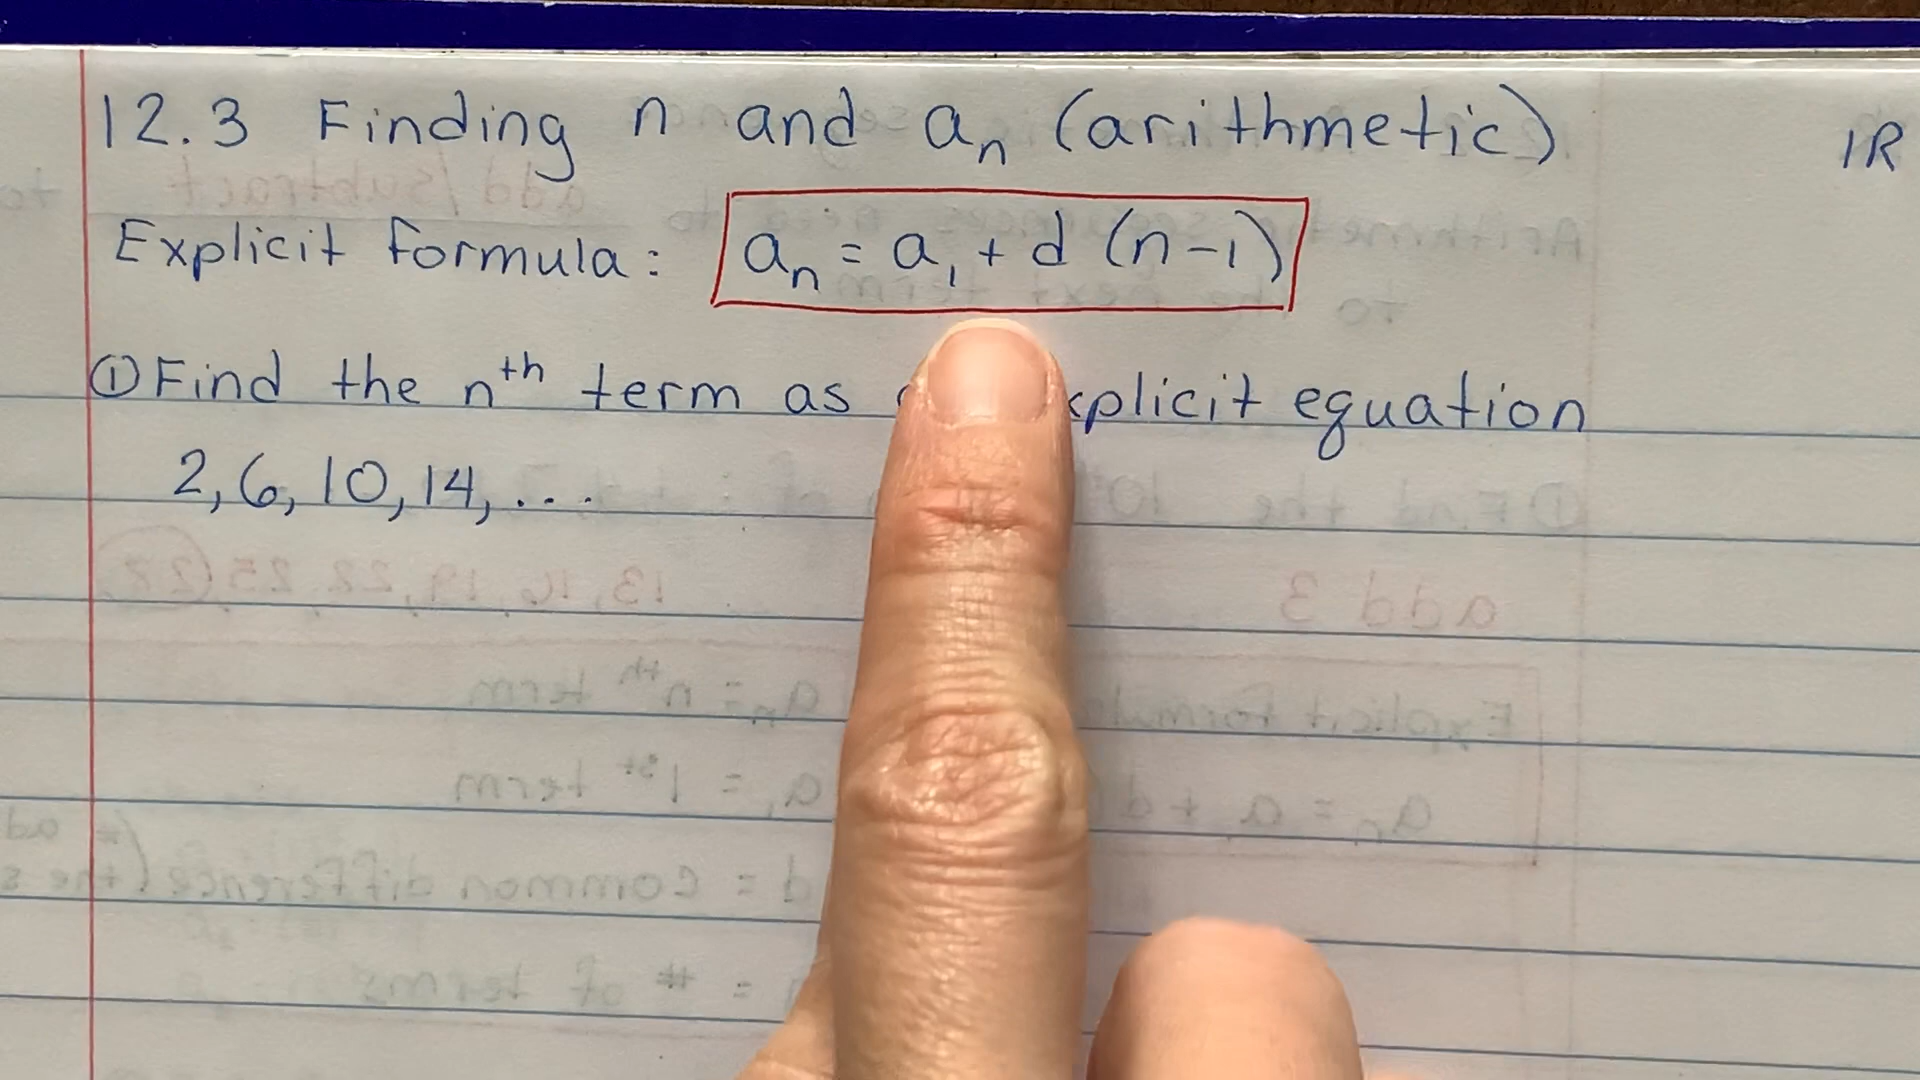 12.3 Finding n and aₙ (arithmetic) 1R
Explicit formula: aₙ = a₁ + d (n-1)
① Find the nᵗʰ term as equation
2, 6, 10, 14, ...